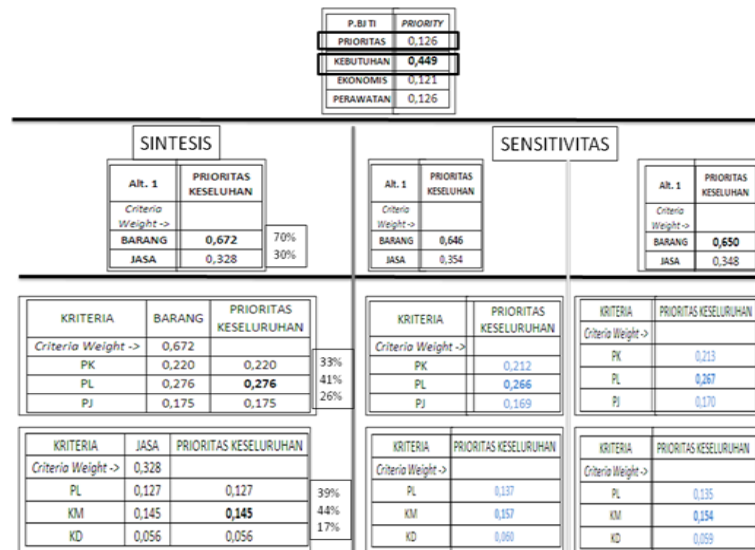 P.BJ TI PRIORITY
PRIORITAS 0,126
KEBUTUHAN 0,449
EKONOMIS 0,121
PERAWATAN 0,126
SINTESIS
SENSITIVITAS
Alt. 1 PRIORITAS KESELUHAN
Criteria Weight ->
BARANG 0,672
JASA 0,328
70%
30%
Alt. 1 PRIORITAS KESELUHAN
Criteria Weight ->
BARANG 0,646
JASA 0,354
Alt. 1 PRIORITAS KESELUHAN
Criteria Weight ->
BARANG 0,650
JASA 0,348
KRITERIA BARANG PRIORITAS KESELURUHAN
Criteria Weight -> 0,672
PK 0,220 0,220
PL 0,276 0,276
PJ 0,175 0,175
33%
41%
26%
KRITERIA PRIORITAS KESELURUHAN
Criteria Weight ->
PK 0,212
PL 0,266
PJ 0,169
KRITERIA PRIORITAS KESELURUHAN
Criteria Weight ->
PK 0,213
PL 0,267
PJ 0,170
KRITERIA JASA PRIORITAS KESELURUHAN
Criteria Weight -> 0,328
PL 0,127 0,127
KM 0,145 0,145
KD 0,056 0,056
39%
44%
17%
KRITERIA PRIORITAS KESELURUHAN
Criteria Weight ->
PL 0,137
KM 0,157
KD 0,060
KRITERIA PRIORITAS KESELURUHAN
Criteria Weight ->
PL 0,135
KM 0,154
KD 0,059